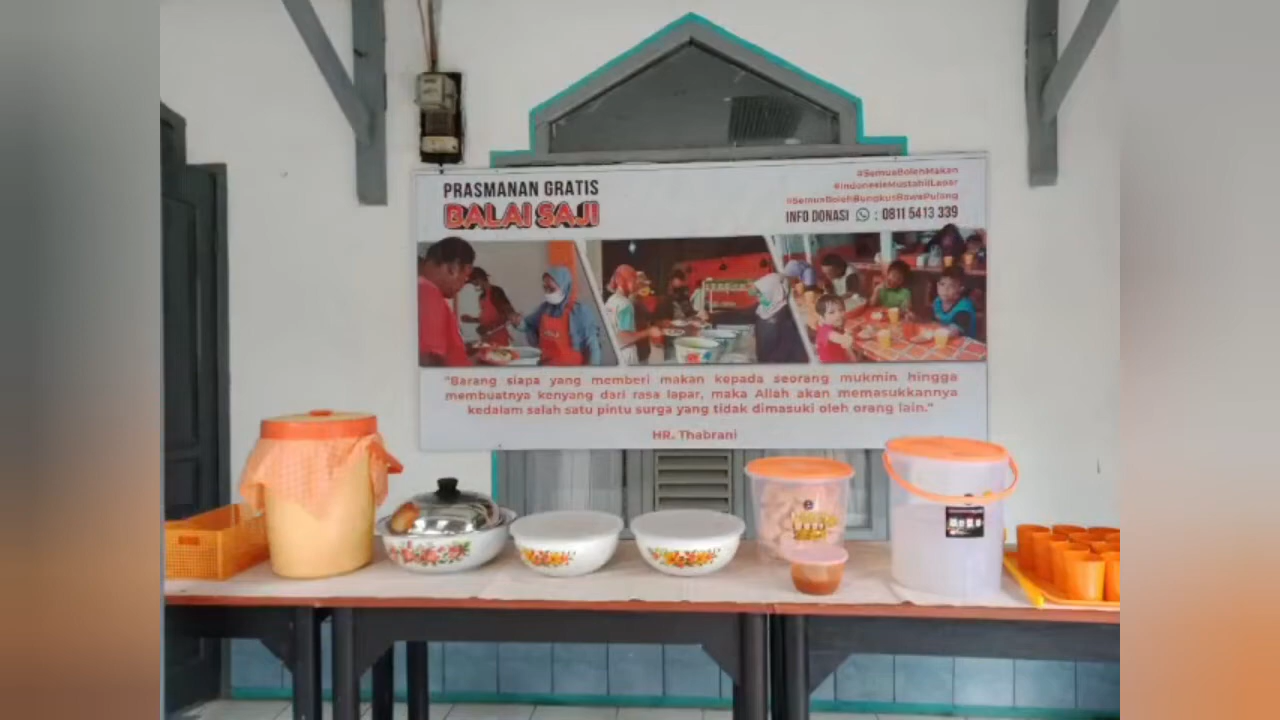 PRASMANAN GRATIS
BALAI SAJI
#SemuaBolehMakan
#IndonesiaMustahilLapar
#SemuaBolehBungkusBawaPulang
INFO DONASI : 0811 5413 339
"Barang siapa yang memberi makan kepada seorang mukmin hingga
membuatnya kenyang dari rasa lapar, maka Allah akan memasukkannya
kedalam salah satu pintu surga yang tidak dimasuki oleh orang lain."
HR. Thabrani